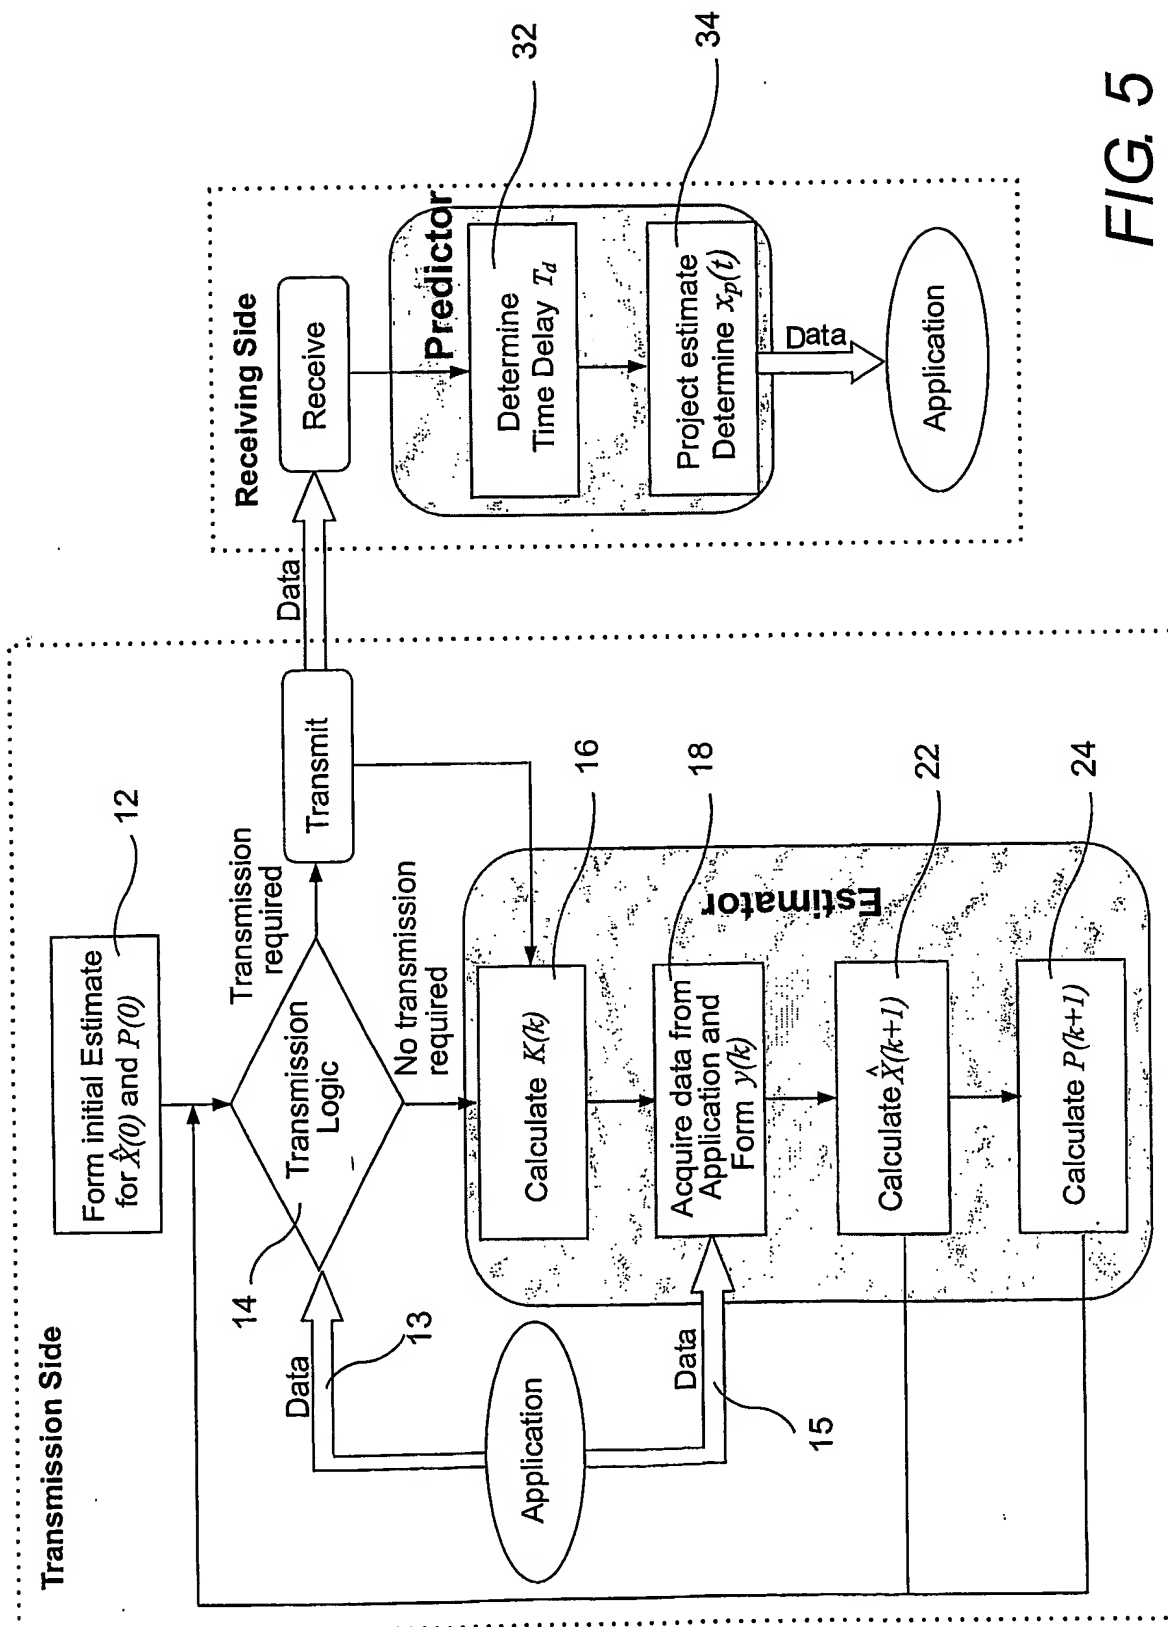 Transmission Side
Form initial Estimate
for X̂(0) and P(0)
12
14
Transmission
Logic
Transmission
required
Transmit
Data
13
No transmission
required
Application
Data
15
Estimator
Calculate K(k)
16
Acquire data from
Application and
Form y(k)
18
Calculate X̂(k+1)
22
Calculate P(k+1)
24
Data
Receiving Side
Receive
Predictor
Determine
Time Delay T_d
32
Project estimate
Determine x_p(t)
34
Data
Application
FIG. 5